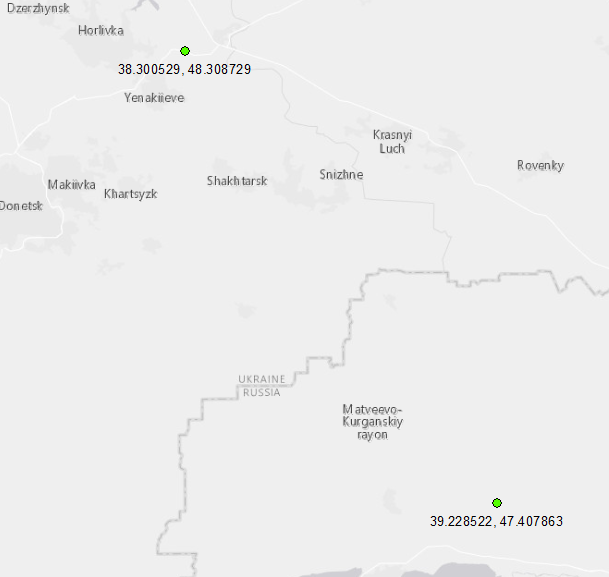 Dzerzhynsk
Horlivka
38.300529, 48.308729
Yenakiieve
Krasnyi
Luch
Rovenky
Snizhne
Shakhtarsk
Makiivka
Khartsyzk
Donetsk
UKRAINE
RUSSIA
Matveevo-
Kurganskiy
rayon
39.228522, 47.407863